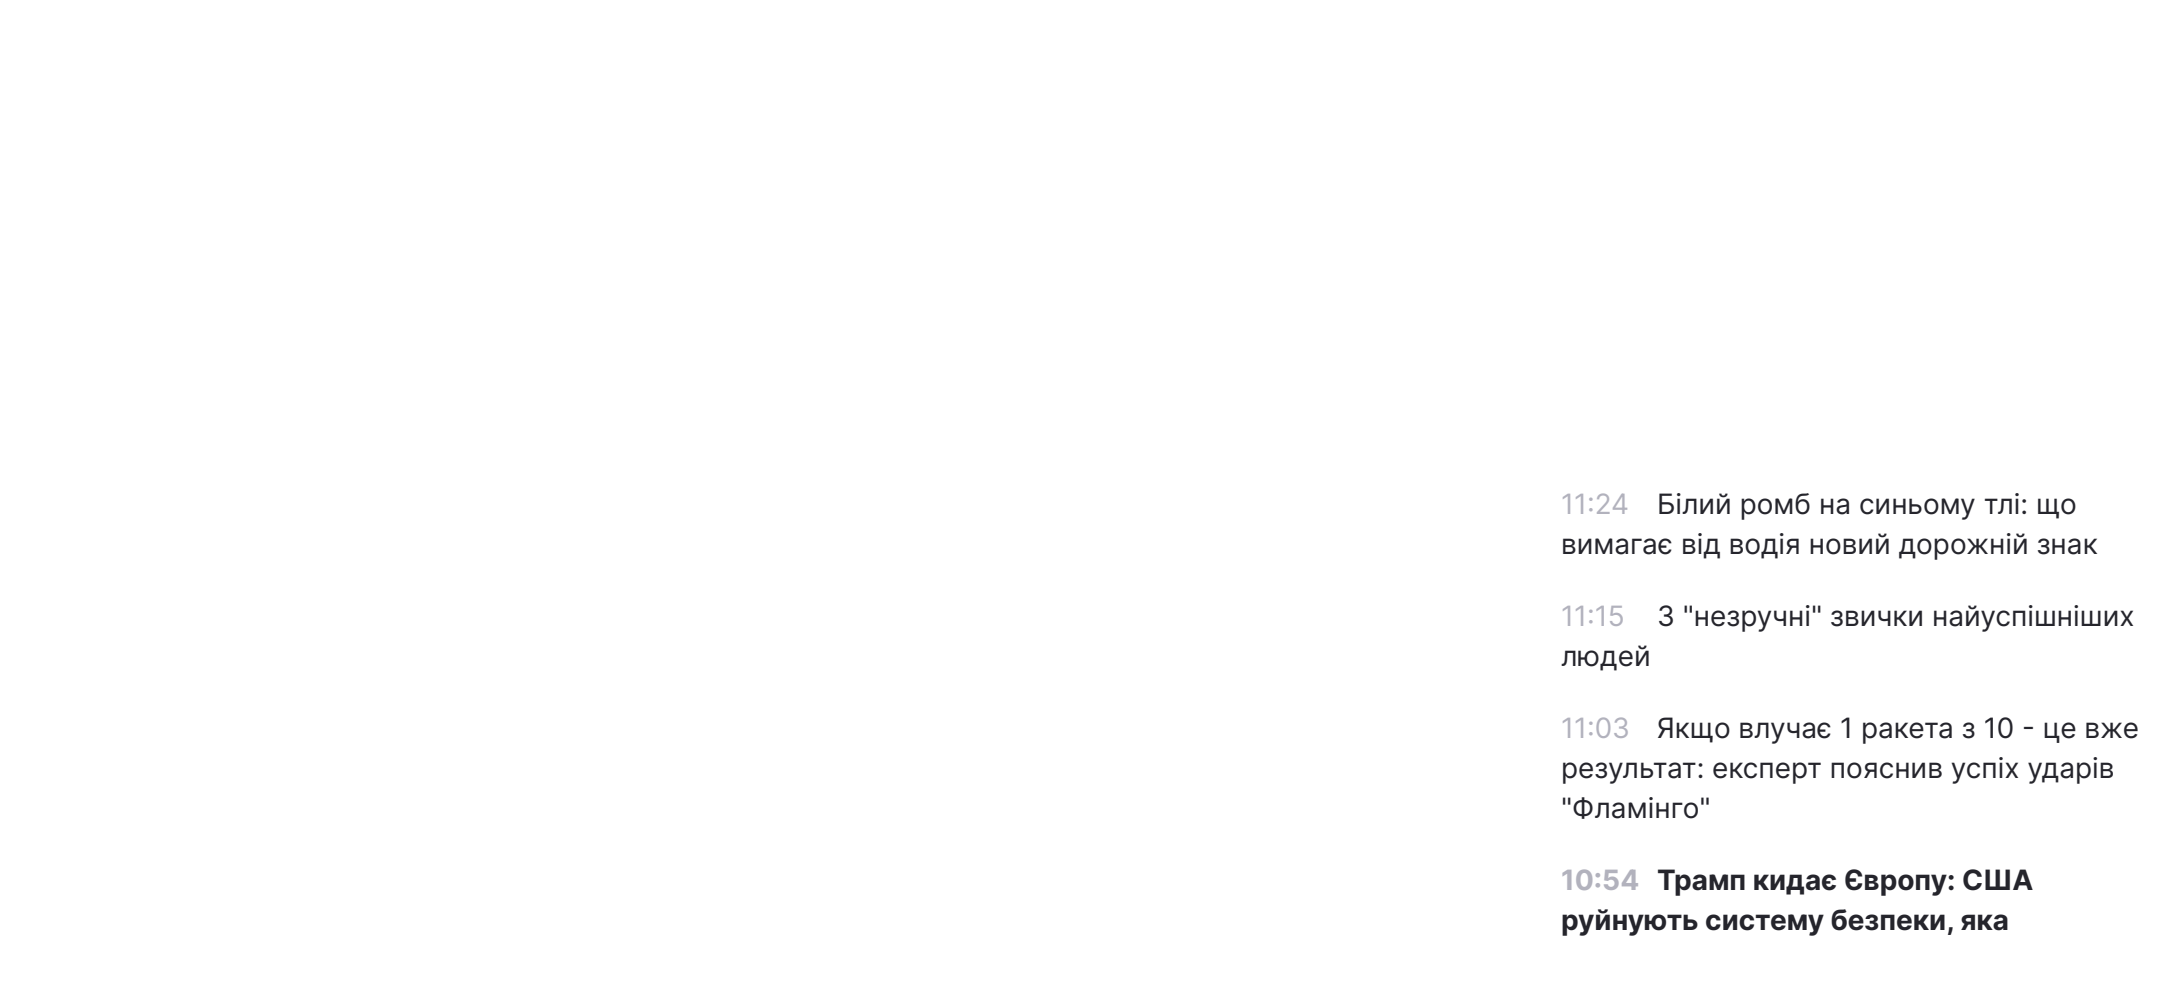 11:24 Білий ромб на синьому тлі: що
вимагає від водія новий дорожній знак
11:15 3 "незручні" звички найуспішніших
людей
11:03 Якщо влучає 1 ракета з 10 - це вже
результат: експерт пояснив успіх ударів
"Фламінго"
10:54 Трамп кидає Європу: США
руйнують систему безпеки, яка